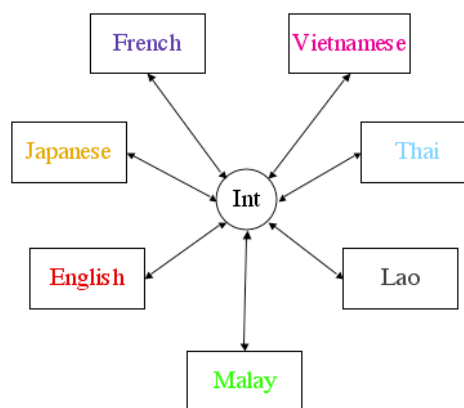 French
Vietnamese
Japanese
Thai
Int
English
Lao
Malay